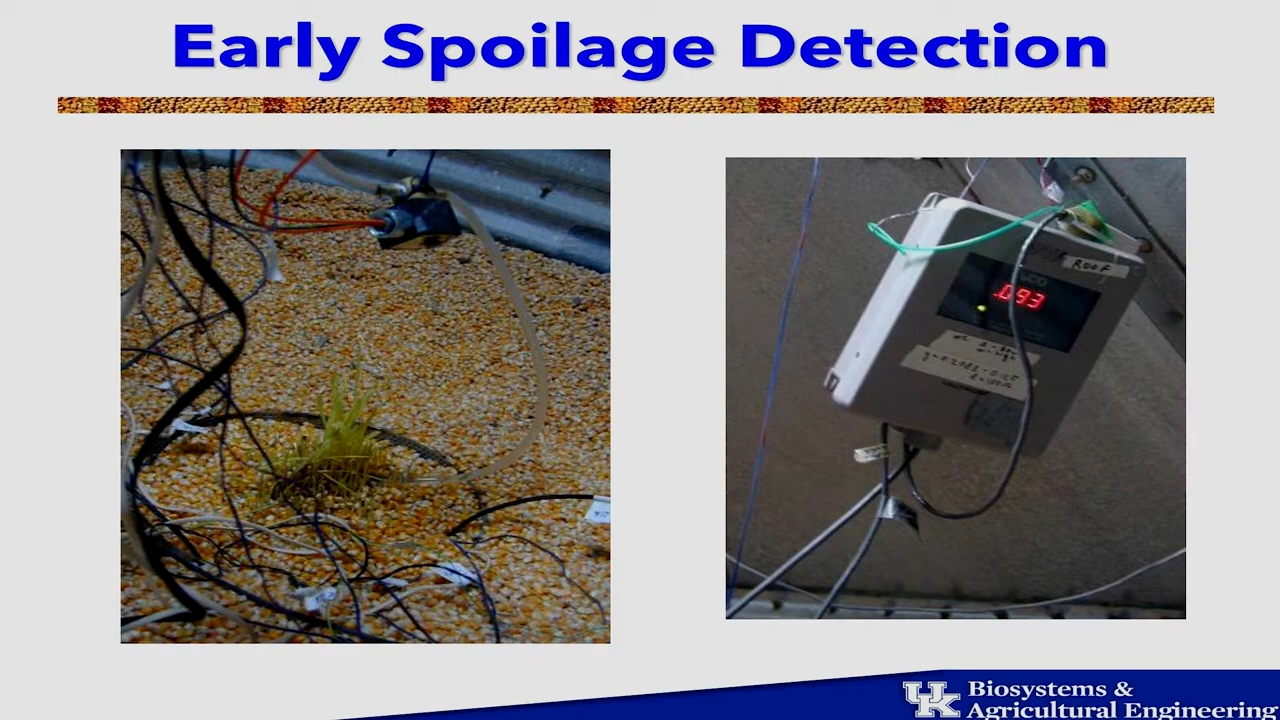 Early Spoilage Detection
ROOF
.093
UK
Biosystems &
Agricultural Engineering